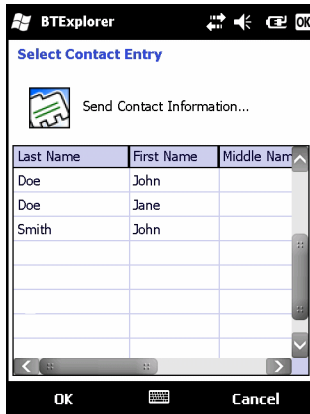 BTExplorer OK
Select Contact Entry
Send Contact Information...
Last Name First Name Middle Nam
Doe John
Doe Jane
Smith John
OK Cancel